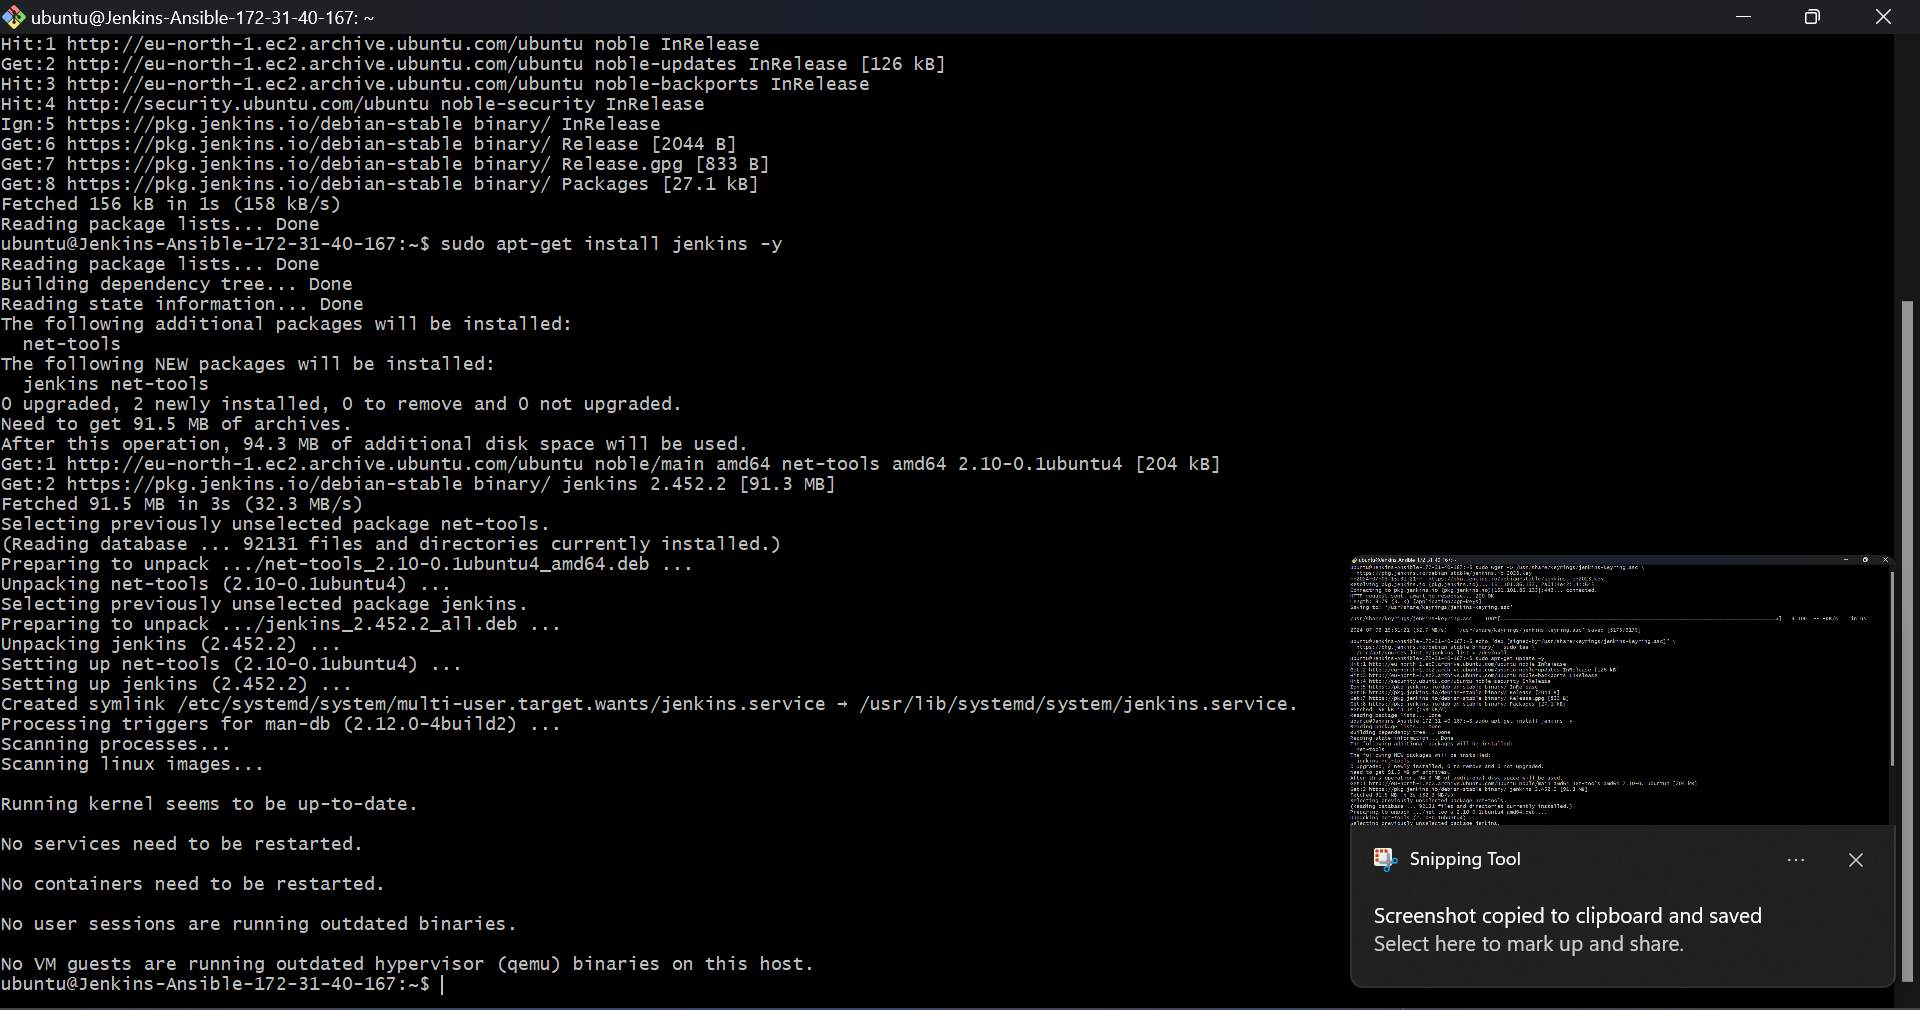 ubuntu@Jenkins-Ansible-172-31-40-167: ~
Hit:1 http://eu-north-1.ec2.archive.ubuntu.com/ubuntu noble InRelease
Get:2 http://eu-north-1.ec2.archive.ubuntu.com/ubuntu noble-updates InRelease [126 kB]
Hit:3 http://eu-north-1.ec2.archive.ubuntu.com/ubuntu noble-backports InRelease
Hit:4 http://security.ubuntu.com/ubuntu noble-security InRelease
Ign:5 https://pkg.jenkins.io/debian-stable binary/ InRelease
Get:6 https://pkg.jenkins.io/debian-stable binary/ Release [2044 B]
Get:7 https://pkg.jenkins.io/debian-stable binary/ Release.gpg [833 B]
Get:8 https://pkg.jenkins.io/debian-stable binary/ Packages [27.1 kB]
Fetched 156 kB in 1s (158 kB/s)
Reading package lists... Done
ubuntu@Jenkins-Ansible-172-31-40-167:~$ sudo apt-get install jenkins -y
Reading package lists... Done
Building dependency tree... Done
Reading state information... Done
The following additional packages will be installed:
  net-tools
The following NEW packages will be installed:
  jenkins net-tools
0 upgraded, 2 newly installed, 0 to remove and 0 not upgraded.
Need to get 91.5 MB of archives.
After this operation, 94.3 MB of additional disk space will be used.
Get:1 http://eu-north-1.ec2.archive.ubuntu.com/ubuntu noble/main amd64 net-tools amd64 2.10-0.1ubuntu4 [204 kB]
Get:2 https://pkg.jenkins.io/debian-stable binary/ jenkins 2.452.2 [91.3 MB]
Fetched 91.5 MB in 3s (32.3 MB/s)
Selecting previously unselected package net-tools.
(Reading database ... 92131 files and directories currently installed.)
Preparing to unpack .../net-tools_2.10-0.1ubuntu4_amd64.deb ...
Unpacking net-tools (2.10-0.1ubuntu4) ...
Selecting previously unselected package jenkins.
Preparing to unpack .../jenkins_2.452.2_all.deb ...
Unpacking jenkins (2.452.2) ...
Setting up net-tools (2.10-0.1ubuntu4) ...
Setting up jenkins (2.452.2) ...
Created symlink /etc/systemd/system/multi-user.target.wants/jenkins.service → /usr/lib/systemd/system/jenkins.service.
Processing triggers for man-db (2.12.0-4build2) ...
Scanning processes...
Scanning linux images...
Running kernel seems to be up-to-date.
No services need to be restarted.
No containers need to be restarted.
No user sessions are running outdated binaries.
No VM guests are running outdated hypervisor (qemu) binaries on this host.
ubuntu@Jenkins-Ansible-172-31-40-167:~$
Snipping Tool
Screenshot copied to clipboard and saved
Select here to mark up and share.